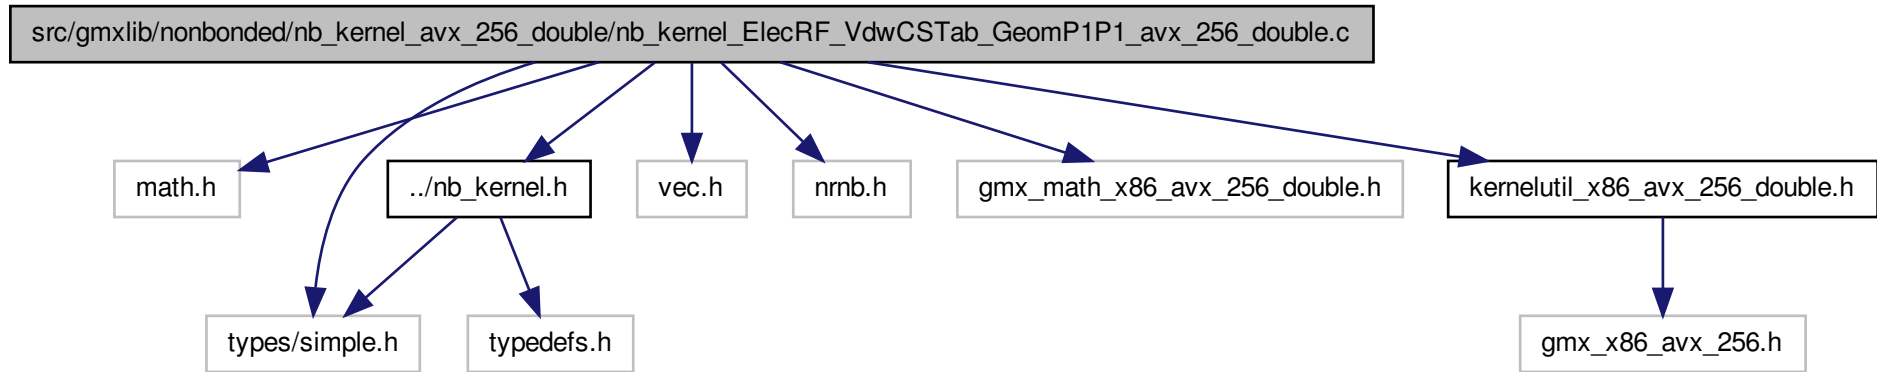 src/gmxlib/nonbonded/nb_kernel_avx_256_double/nb_kernel_ElecRF_VdwCSTab_GeomP1P1_avx_256_double.c
math.h
../nb_kernel.h
vec.h
nrnb.h
gmx_math_x86_avx_256_double.h
kernelutil_x86_avx_256_double.h
types/simple.h
typedefs.h
gmx_x86_avx_256.h